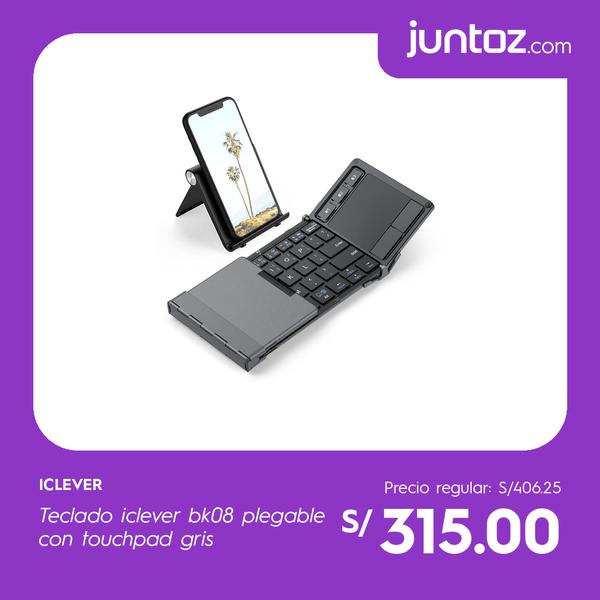 juntoz.com
ICLEVER
Teclado iclever bk08 plegable
con touchpad gris
Precio regular: S/406.25
S/ 315.00